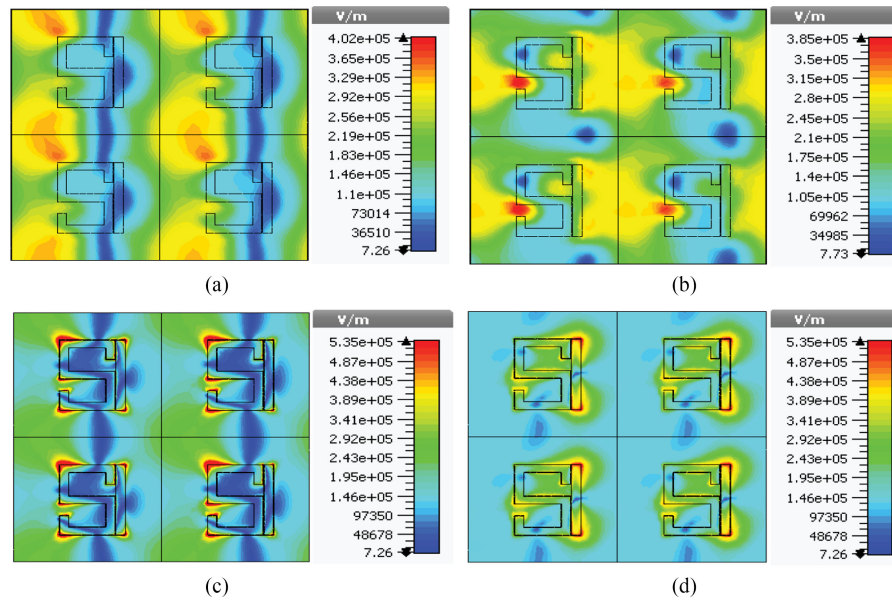 V/m
4.02e+05
3.65e+05
3.29e+05
2.92e+05
2.56e+05
2.19e+05
1.83e+05
1.46e+05
1.1e+05
73014
36510
7.26
(a)
V/m
3.85e+05
3.5e+05
3.15e+05
2.8e+05
2.45e+05
2.1e+05
1.75e+05
1.4e+05
1.05e+05
69962
34985
7.73
(b)
V/m
5.35e+05
4.87e+05
4.38e+05
3.89e+05
3.41e+05
2.92e+05
2.43e+05
1.95e+05
1.46e+05
97350
48678
7.26
(c)
V/m
5.35e+05
4.87e+05
4.38e+05
3.89e+05
3.41e+05
2.92e+05
2.43e+05
1.95e+05
1.46e+05
97350
48678
7.26
(d)